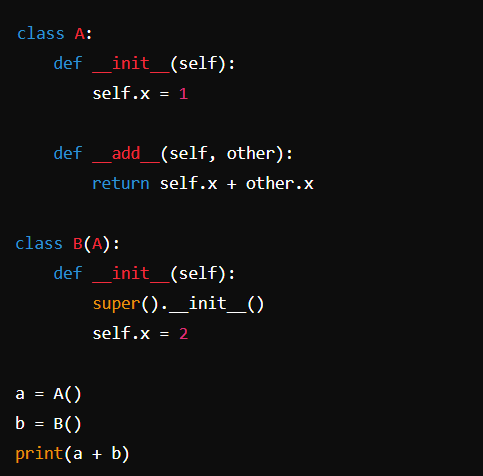 class A:
    def __init__(self):
        self.x = 1

    def __add__(self, other):
        return self.x + other.x

class B(A):
    def __init__(self):
        super().__init__()
        self.x = 2

a = A()
b = B()
print(a + b)